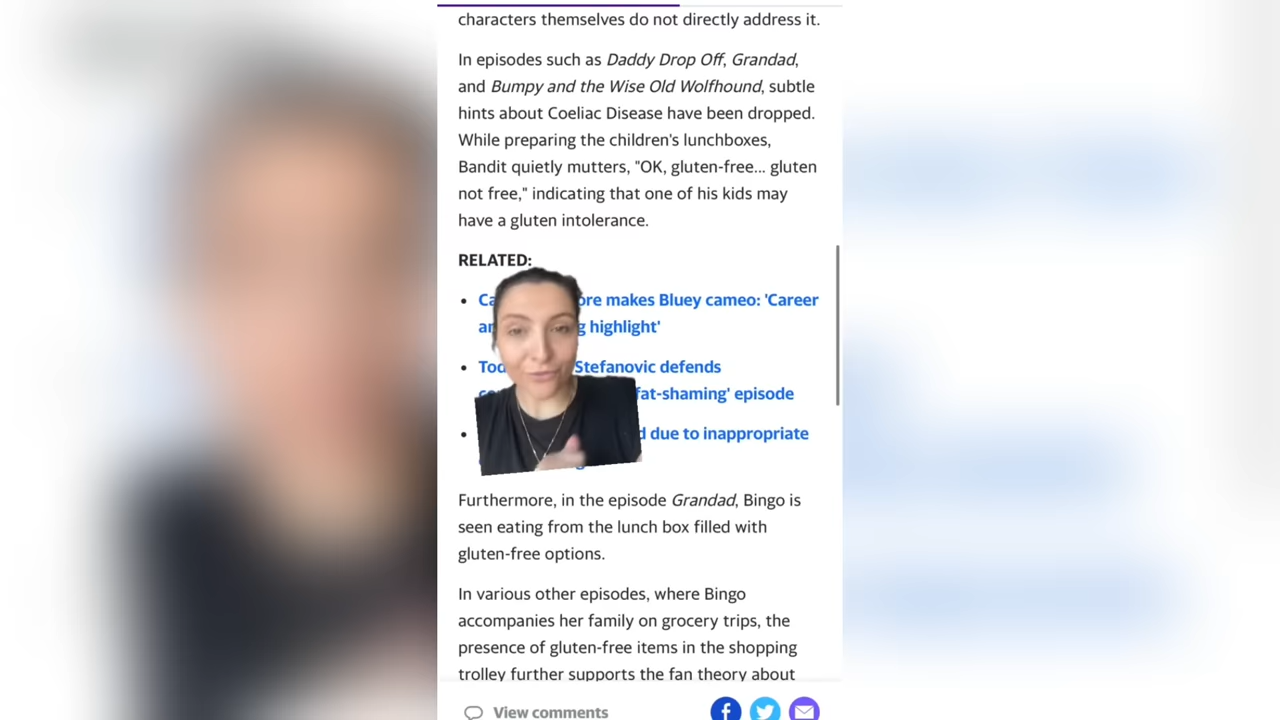 characters themselves do not directly address it.
In episodes such as Daddy Drop Off, Grandad,
and Bumpy and the Wise Old Wolfhound, subtle
hints about Coeliac Disease have been dropped.
While preparing the children's lunchboxes,
Bandit quietly mutters, "OK, gluten-free... gluten
not free," indicating that one of his kids may
have a gluten intolerance.
RELATED:
makes Bluey cameo: 'Career
highlight'
Stefanovic defends
fat-shaming' episode
due to inappropriate
Furthermore, in the episode Grandad, Bingo is
seen eating from the lunch box filled with
gluten-free options.
In various other episodes, where Bingo
accompanies her family on grocery trips, the
presence of gluten-free items in the shopping
trolley further supports the fan theory about
View comments